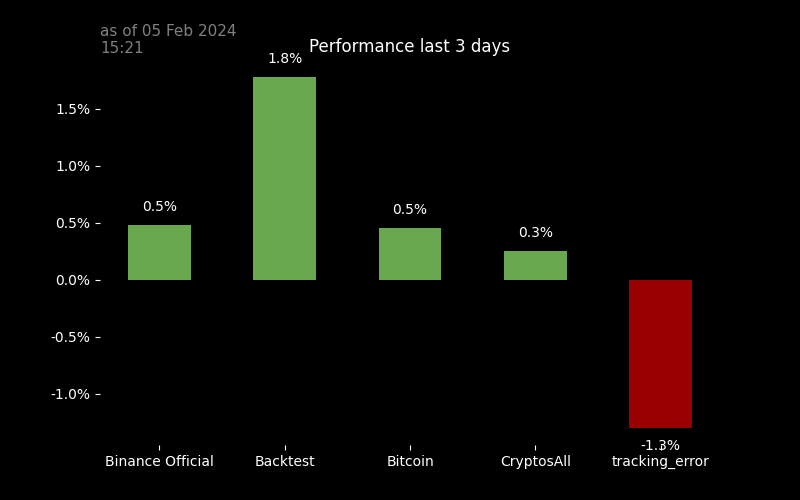 as of 05 Feb 2024
15:21
Performance last 3 days
1.8%
1.5%
1.0%
0.5%
0.0%
-0.5%
-1.0%
0.5%
0.5%
0.3%
-1.3%
Binance Official
Backtest
Bitcoin
CryptosAll
tracking_error